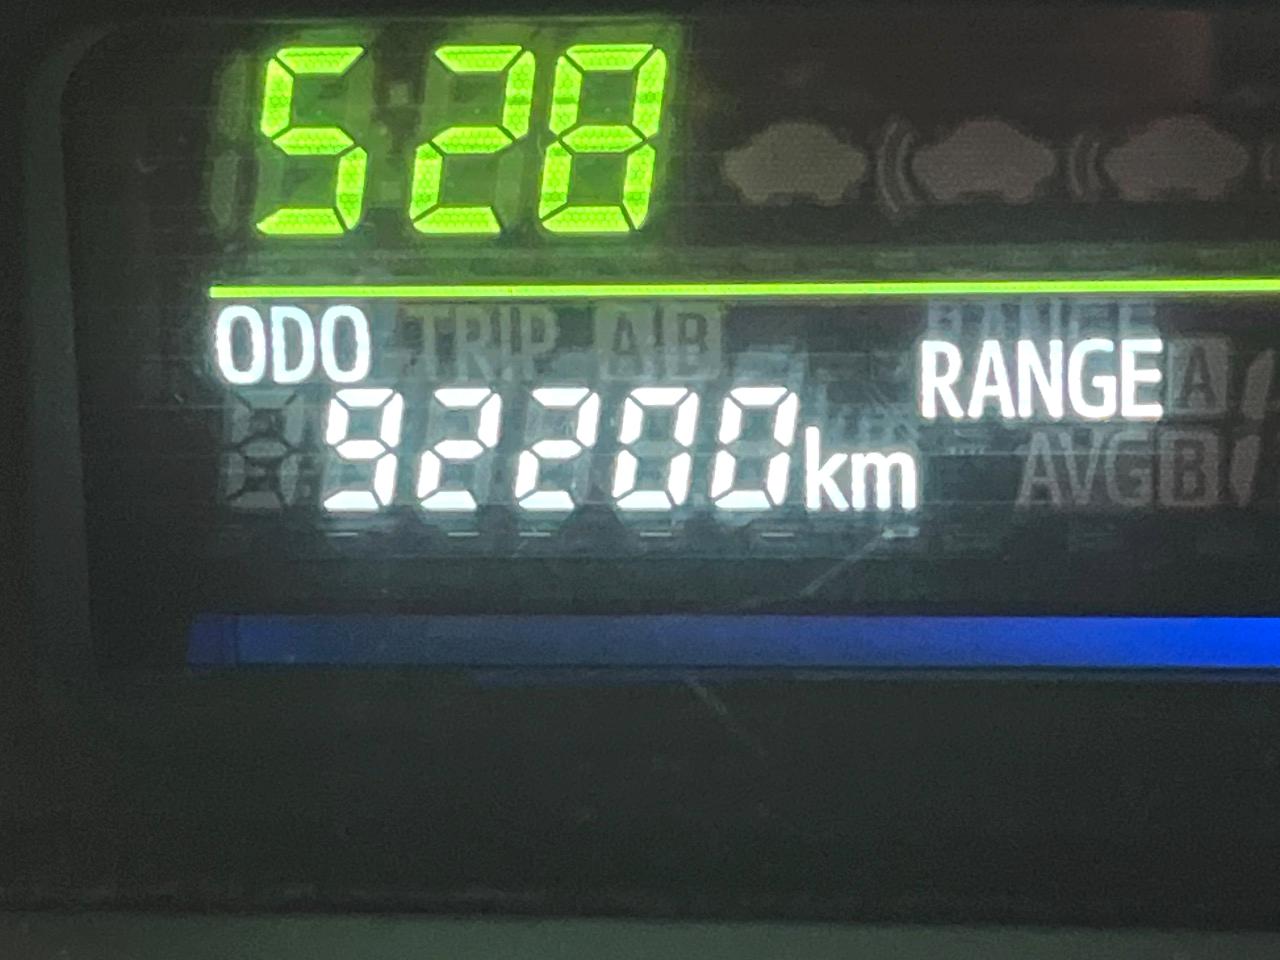 528
ODO TRIP A B
RANGE A
92200km
AVG B